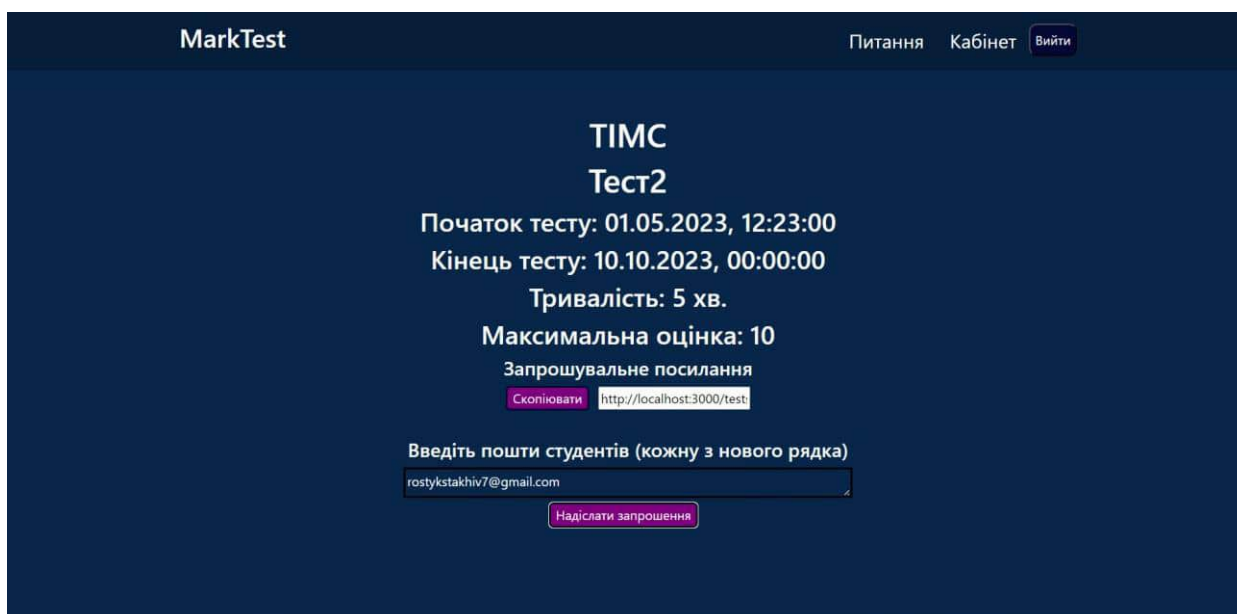 MarkTest
Питання Кабінет Вийти
ТІМС
Тест2
Початок тесту: 01.05.2023, 12:23:00
Кінець тесту: 10.10.2023, 00:00:00
Тривалість: 5 хв.
Максимальна оцінка: 10
Запрошувальне посилання
Скопіювати http://localhost:3000/test
Введіть пошти студентів (кожну з нового рядка)
rostykstakhiv7@gmail.com
Надіслати запрошення